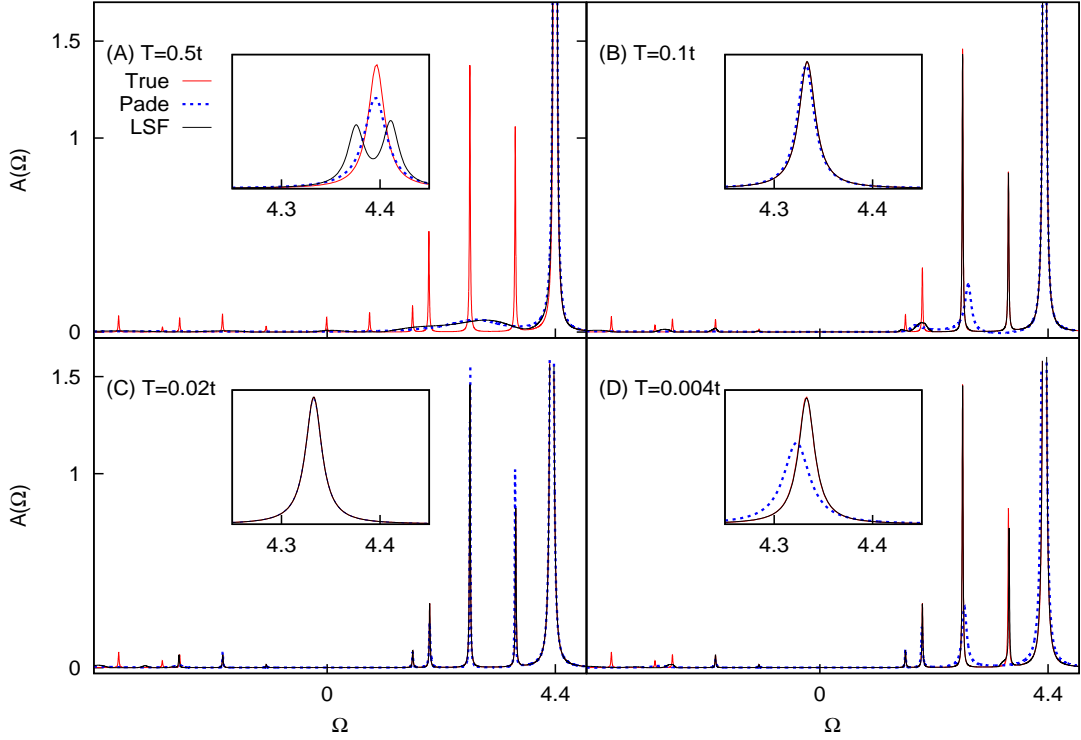 1.5
(A) T=0.5t
(B) T=0.1t
True
Pade
LSF
1
A(Ω)
4.3
4.4
4.3
4.4
0
1.5
(C) T=0.02t
(D) T=0.004t
1
A(Ω)
4.3
4.4
4.3
4.4
0
0
4.4
0
4.4
Ω
Ω